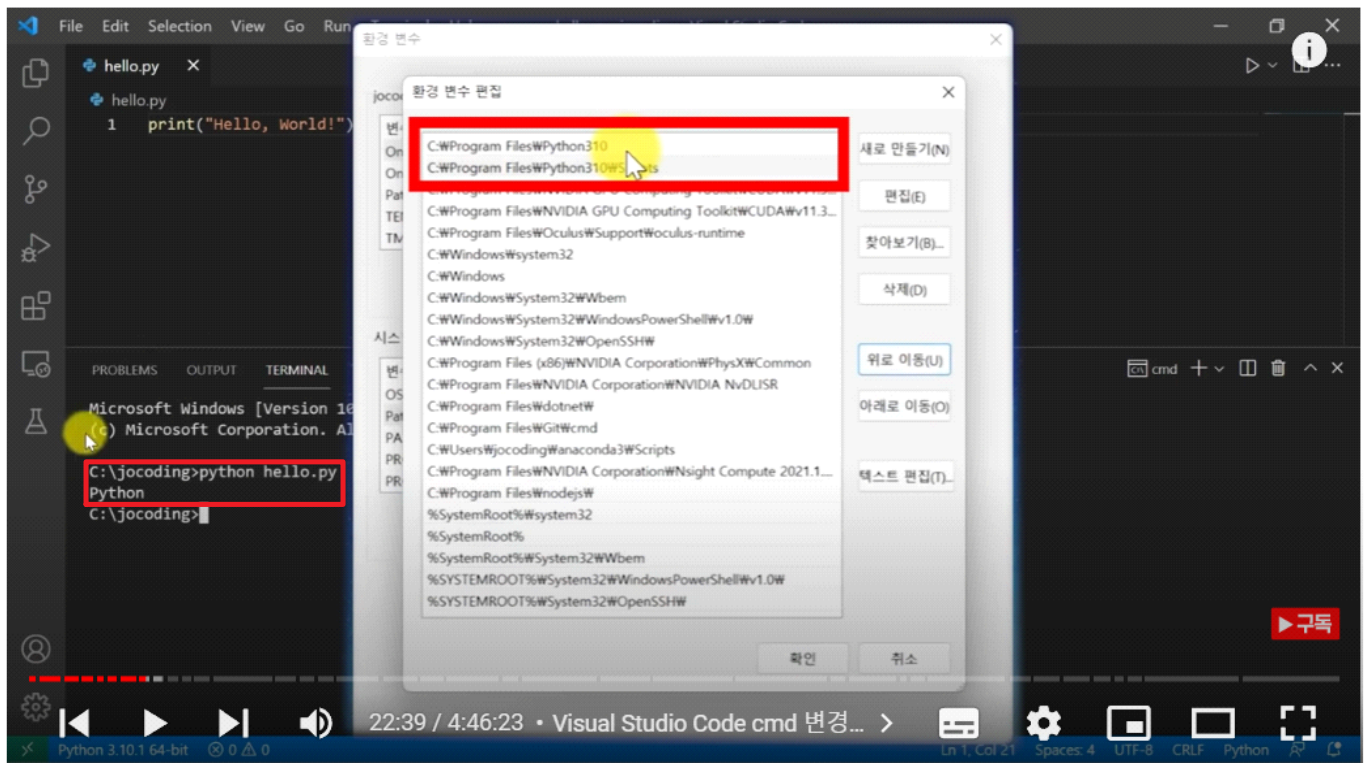 File Edit Selection View Go Run
환경 변수
hello.py
환경 변수 편집
hello.py
1 print("Hello, World!")
C:₩Program Files₩Python310
새로 만들기(N)
C:₩Program Files₩Python310₩
편집(E)
C:₩Program Files₩NVIDIA GPU Computing Toolkit₩CUDA₩v11.3...
C:₩Program Files₩Oculus₩Support₩oculus-runtime
찾아보기(B)...
C:₩Windows₩system32
C:₩Windows
삭제(D)
C:₩Windows₩System32₩Wbem
C:₩Windows₩System32₩WindowsPowerShell₩v1.0₩
C:₩Windows₩System32₩OpenSSH₩
C:₩Program Files (x86)₩NVIDIA Corporation₩PhysX₩Common
위로 이동(U)
C:₩Program Files₩NVIDIA Corporation₩NVIDIA NvDLISR
C:₩Program Files₩dotnet₩
아래로 이동(O)
C:₩Program Files₩Git₩cmd
C:₩Users₩jocoding₩anaconda3₩Scripts
C:₩Program Files₩NVIDIA Corporation₩Nsight Compute 2021.1....
텍스트 편집(T)...
C:₩Program Files₩nodejs₩
%SystemRoot%₩system32
%SystemRoot%
%SystemRoot%₩System32₩Wbem
%SYSTEMROOT%₩System32₩WindowsPowerShell₩v1.0₩
%SYSTEMROOT%₩System32₩OpenSSH₩
확인 취소
PROBLEMS OUTPUT TERMINAL
cmd
Microsoft Windows [Version 10
(c) Microsoft Corporation. Al
C:\jocoding>python hello.py
Python
C:\jocoding>
▶구독
22:39 / 4:46:23 • Visual Studio Code cmd 변경... >
Python 3.10.1 64-bit 0 0 Ln 1, Col 21 Spaces: 4 UTF-8 CRLF Python